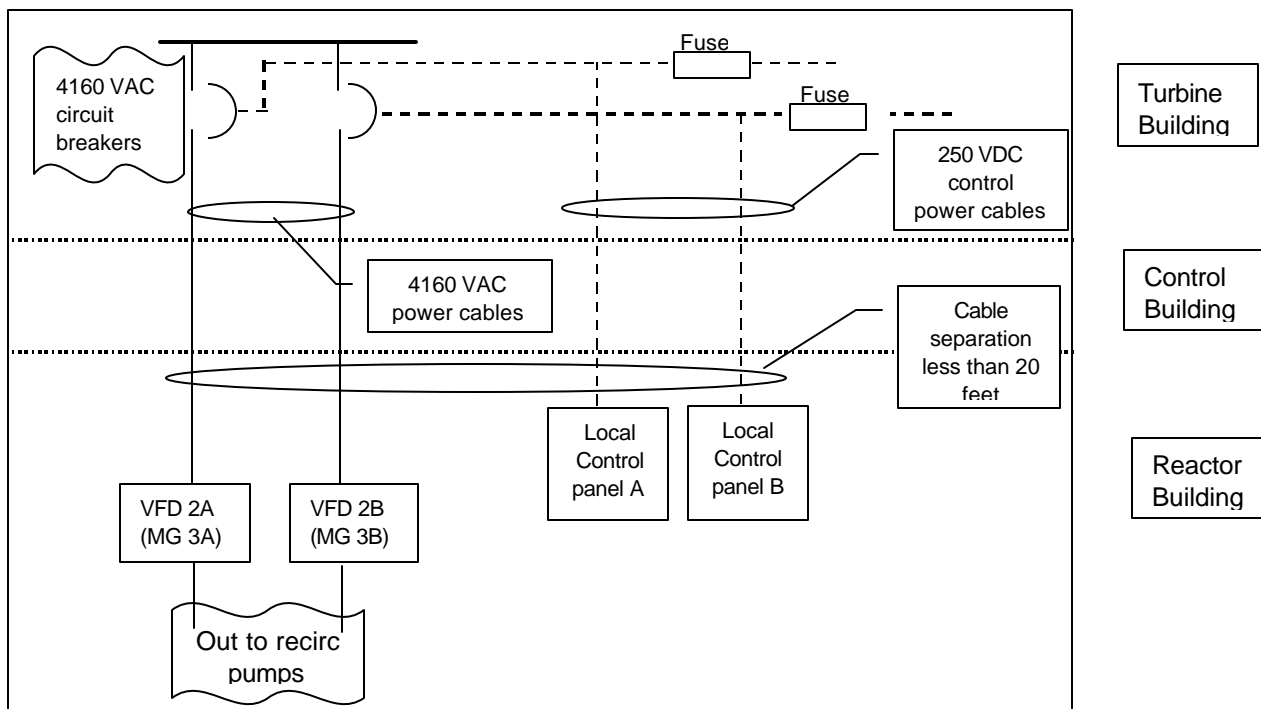 Fuse
4160 VAC
circuit
breakers
Fuse
Turbine
Building
250 VDC
control
power cables
4160 VAC
power cables
Control
Building
Cable
separation
less than 20
feet
Local
Control
panel A
Local
Control
panel B
Reactor
Building
VFD 2A
(MG 3A)
VFD 2B
(MG 3B)
Out to recirc
pumps